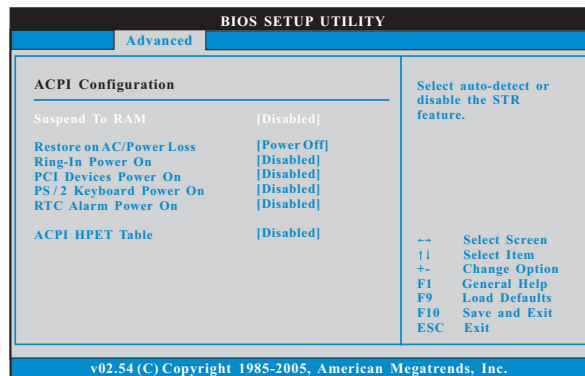 BIOS SETUP UTILITY
Advanced
ACPI Configuration
Suspend To RAM [Disabled]
Restore on AC/Power Loss [Power Off]
Ring-In Power On [Disabled]
PCI Devices Power On [Disabled]
PS/2 Keyboard Power On [Disabled]
RTC Alarm Power On [Disabled]
ACPI HPET Table [Disabled]
Select auto-detect or
disable the STR
feature.
←→ Select Screen
↑↓ Select Item
+- Change Option
F1 General Help
F9 Load Defaults
F10 Save and Exit
ESC Exit
v02.54 (C) Copyright 1985-2005, American Megatrends, Inc.